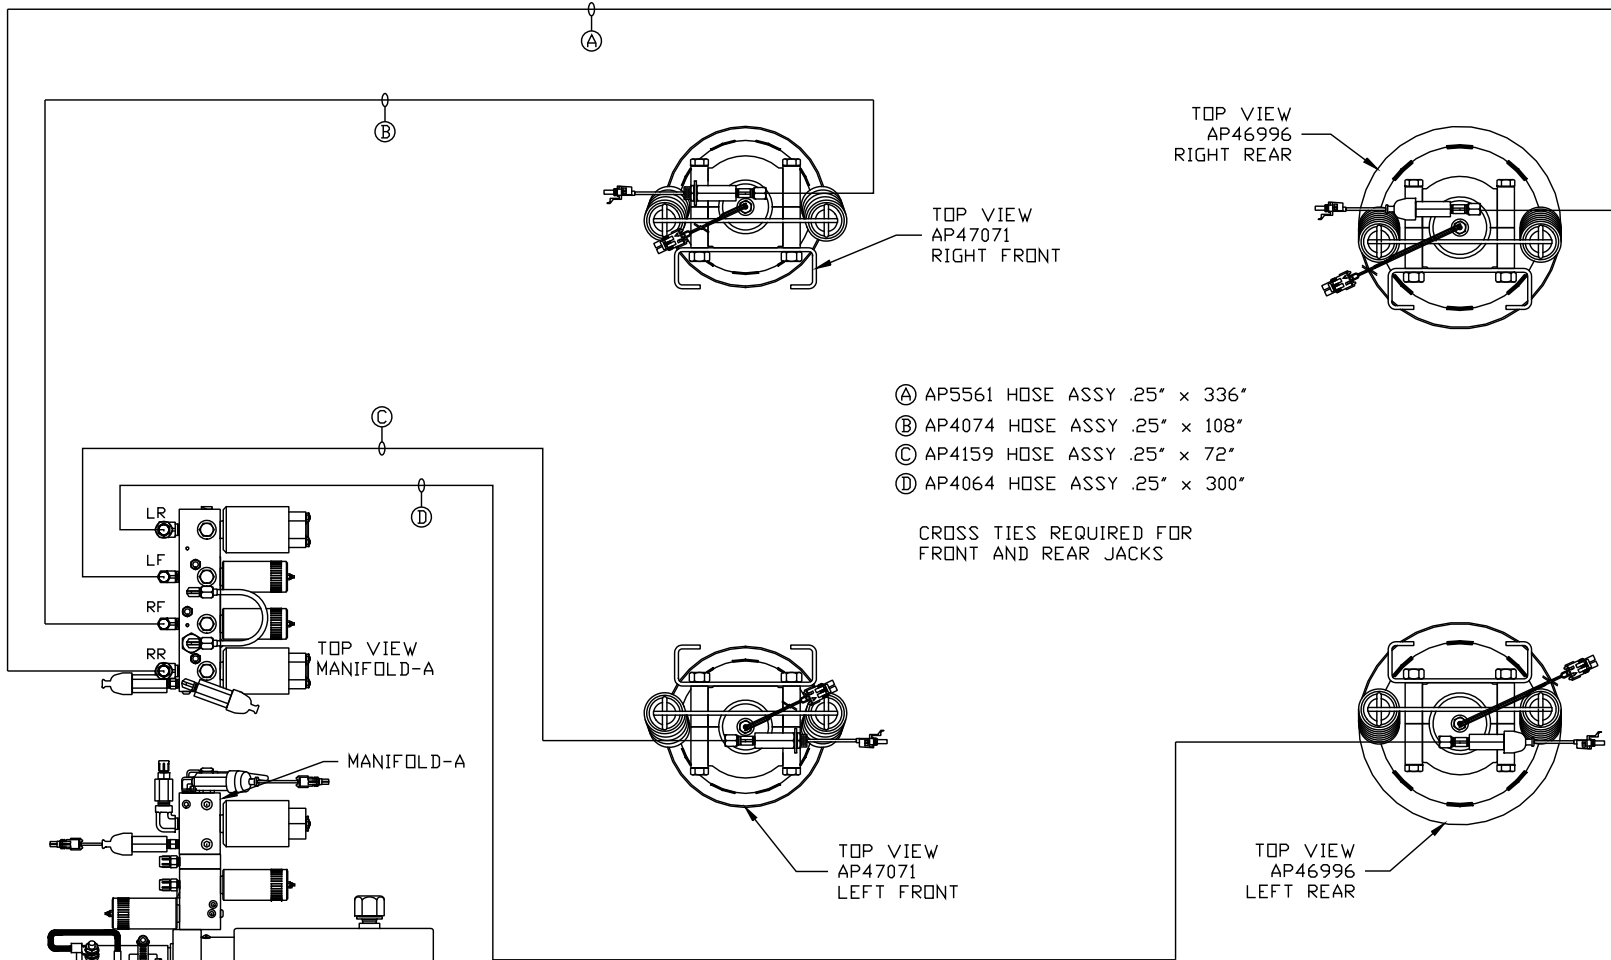 A
B
TOP VIEW
AP47071
RIGHT FRONT
TOP VIEW
AP46996
RIGHT REAR
A AP5561 HOSE ASSY .25" x 336"
B AP4074 HOSE ASSY .25" x 108"
C AP4159 HOSE ASSY .25" x 72"
D AP4064 HOSE ASSY .25" x 300"
CROSS TIES REQUIRED FOR
FRONT AND REAR JACKS
C
D
LR
LF
RF
RR
TOP VIEW
MANIFOLD-A
MANIFOLD-A
TOP VIEW
AP47071
LEFT FRONT
TOP VIEW
AP46996
LEFT REAR